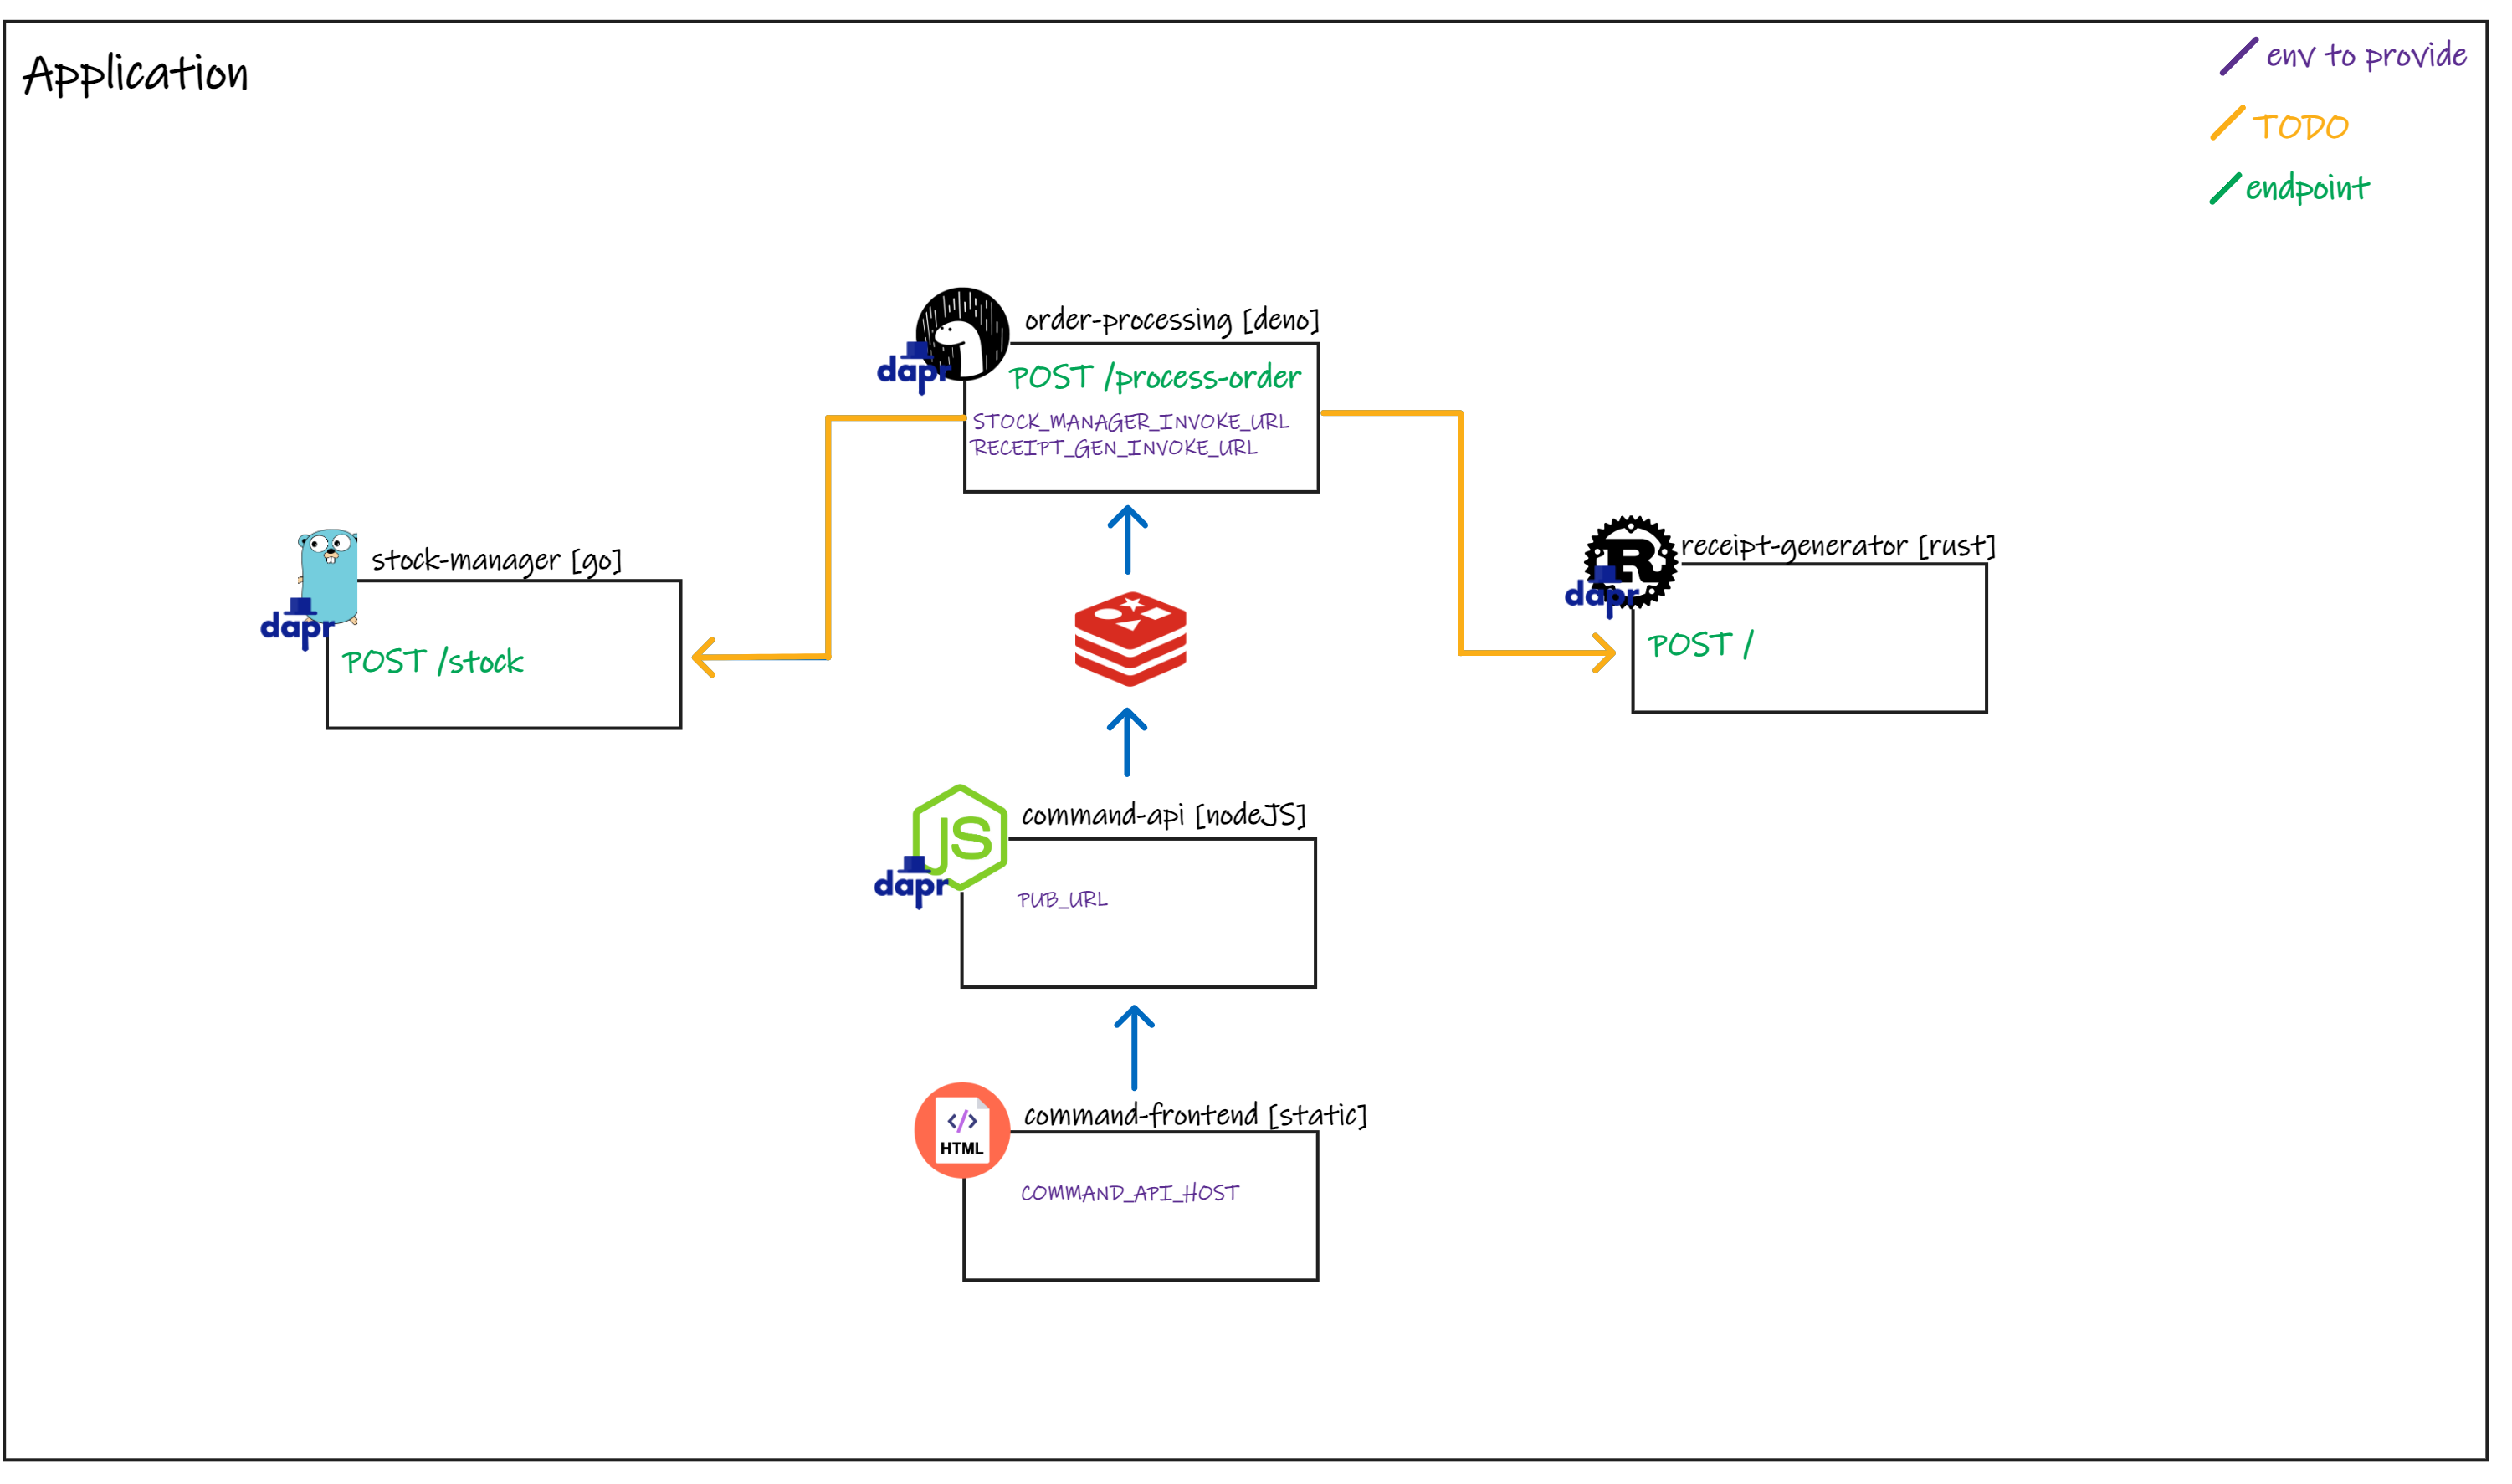 Application
env to provide
TODO
endpoint
order-processing [deno]
dapr
POST /process-order
STOCK_MANAGER_INVOKE_URL
RECEIPT_GEN_INVOKE_URL
stock-manager [go]
dapr
POST /stock
receipt-generator [rust]
R
dapr
POST /
command-api [nodeJS]
JS
dapr
PUB_URL
command-frontend [static]
</>
HTML
COMMAND_API_HOST